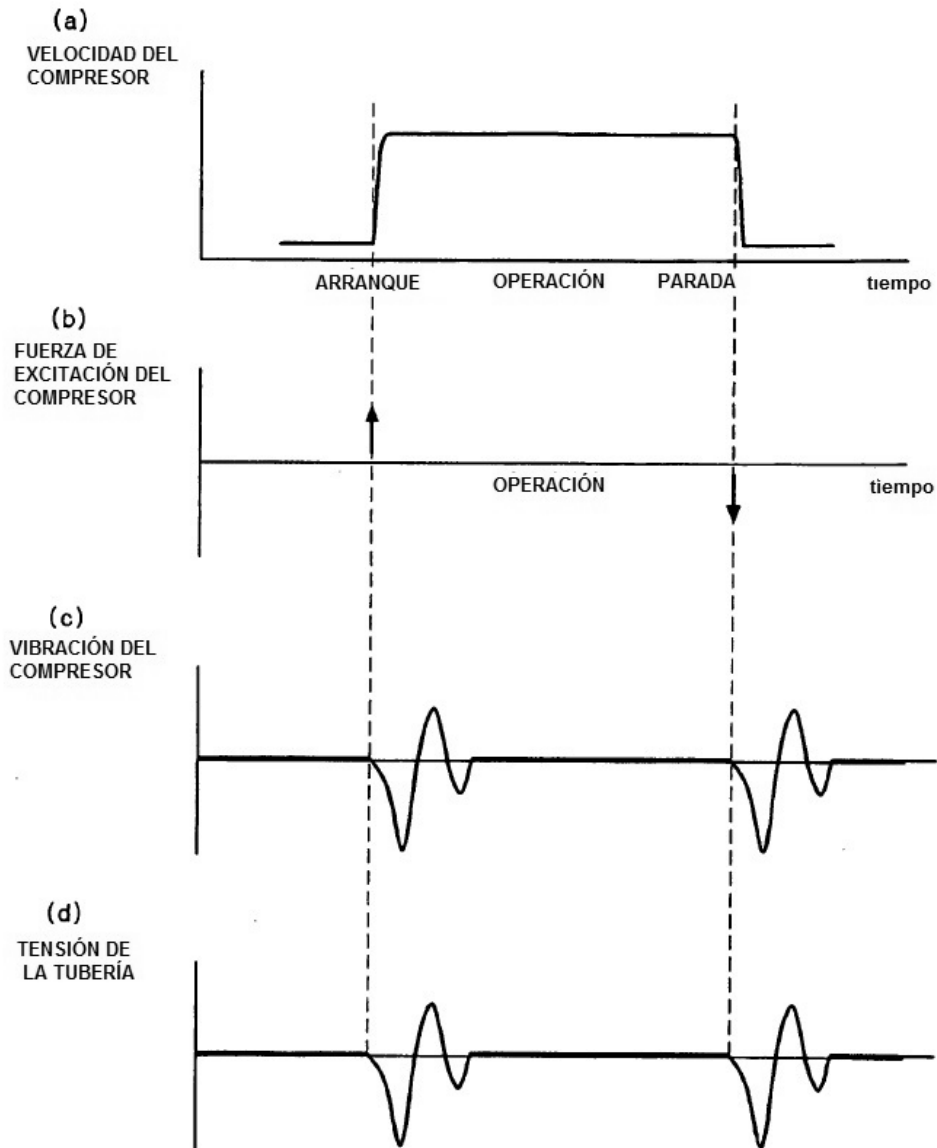 (a)
VELOCIDAD DEL
COMPRESOR
ARRANQUE OPERACIÓN PARADA tiempo
(b)
FUERZA DE
EXCITACIÓN DEL
COMPRESOR
OPERACIÓN tiempo
(c)
VIBRACIÓN DEL
COMPRESOR
(d)
TENSIÓN DE
LA TUBERÍA